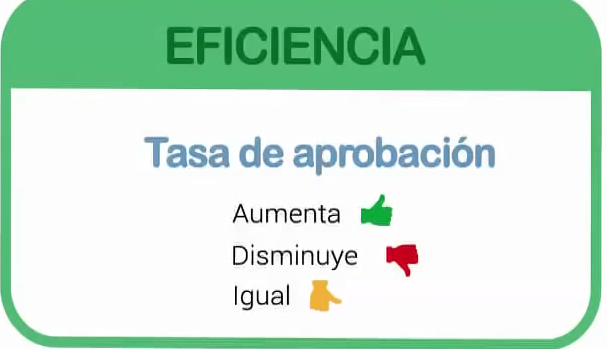 EFICIENCIA
Tasa de aprobación
Aumenta
Disminuye
Igual